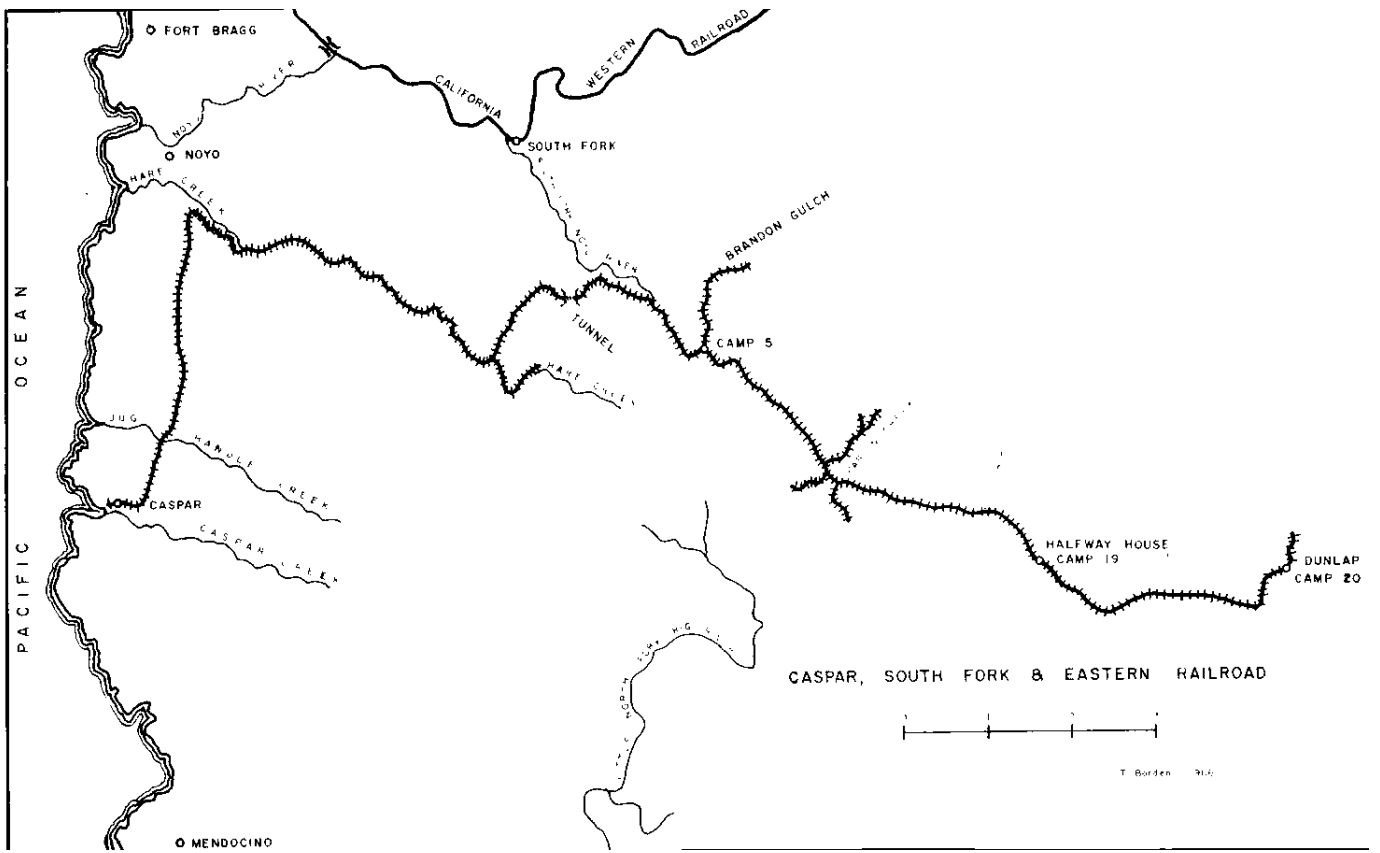 FORT BRAGG
CALIFORNIA
WESTERN
RAILROAD
RIVER
NOYO
SOUTH FORK
HARE CREEK
BRANDON GULCH
TUNNEL
CAMP 5
HARE CREEK
PACIFIC OCEAN
JUG HANDLE CREEK
CASPAR
CASPAR CREEK
HALFWAY HOUSE
CAMP 19
DUNLAP
CAMP 20
CASPAR, SOUTH FORK & EASTERN RAILROAD
T Borden
MENDOCINO